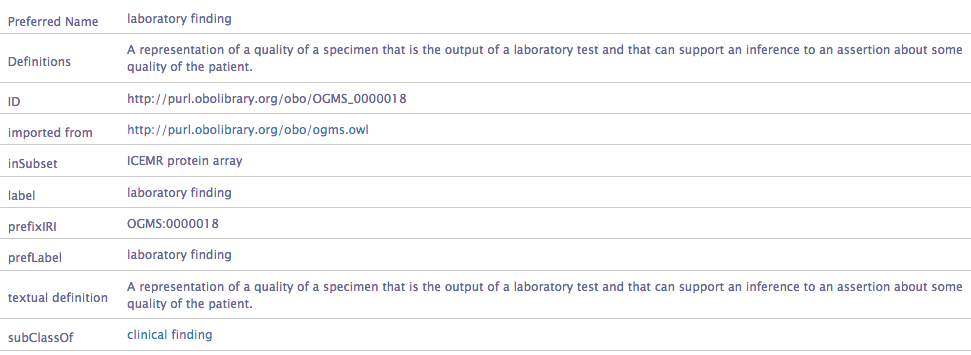 Preferred Name laboratory finding
Definitions A representation of a quality of a specimen that is the output of a laboratory test and that can support an inference to an assertion about some
quality of the patient.
ID http://purl.obolibrary.org/obo/OGMS_0000018
imported from http://purl.obolibrary.org/obo/ogms.owl
inSubset ICEMR protein array
label laboratory finding
prefixIRI OGMS:0000018
prefLabel laboratory finding
textual definition A representation of a quality of a specimen that is the output of a laboratory test and that can support an inference to an assertion about some
quality of the patient.
subClassOf clinical finding